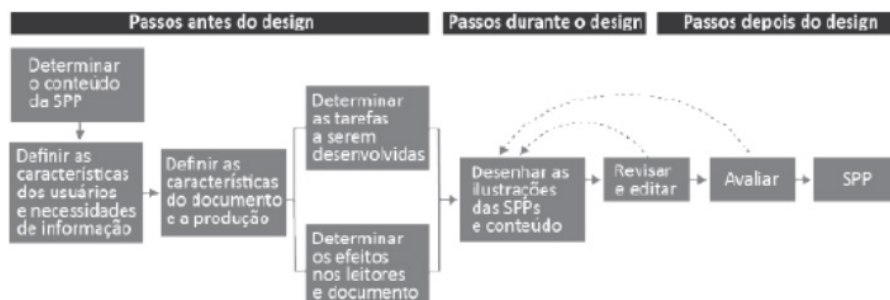 Passos antes do design
Passos durante o design
Passos depois do design
Determinar
o conteúdo
da SPP
Definir as
características
dos usuários
e necessidades
de informação
Definir as
características
do documento
e a produção
Determinar
as tarefas
a serem
desenvolvidas
Determinar
os efeitos
nos leitores
e documento
Desenhar as
ilustrações
das SPPs
e conteúdo
Revisar
e editar
Avaliar
SPP